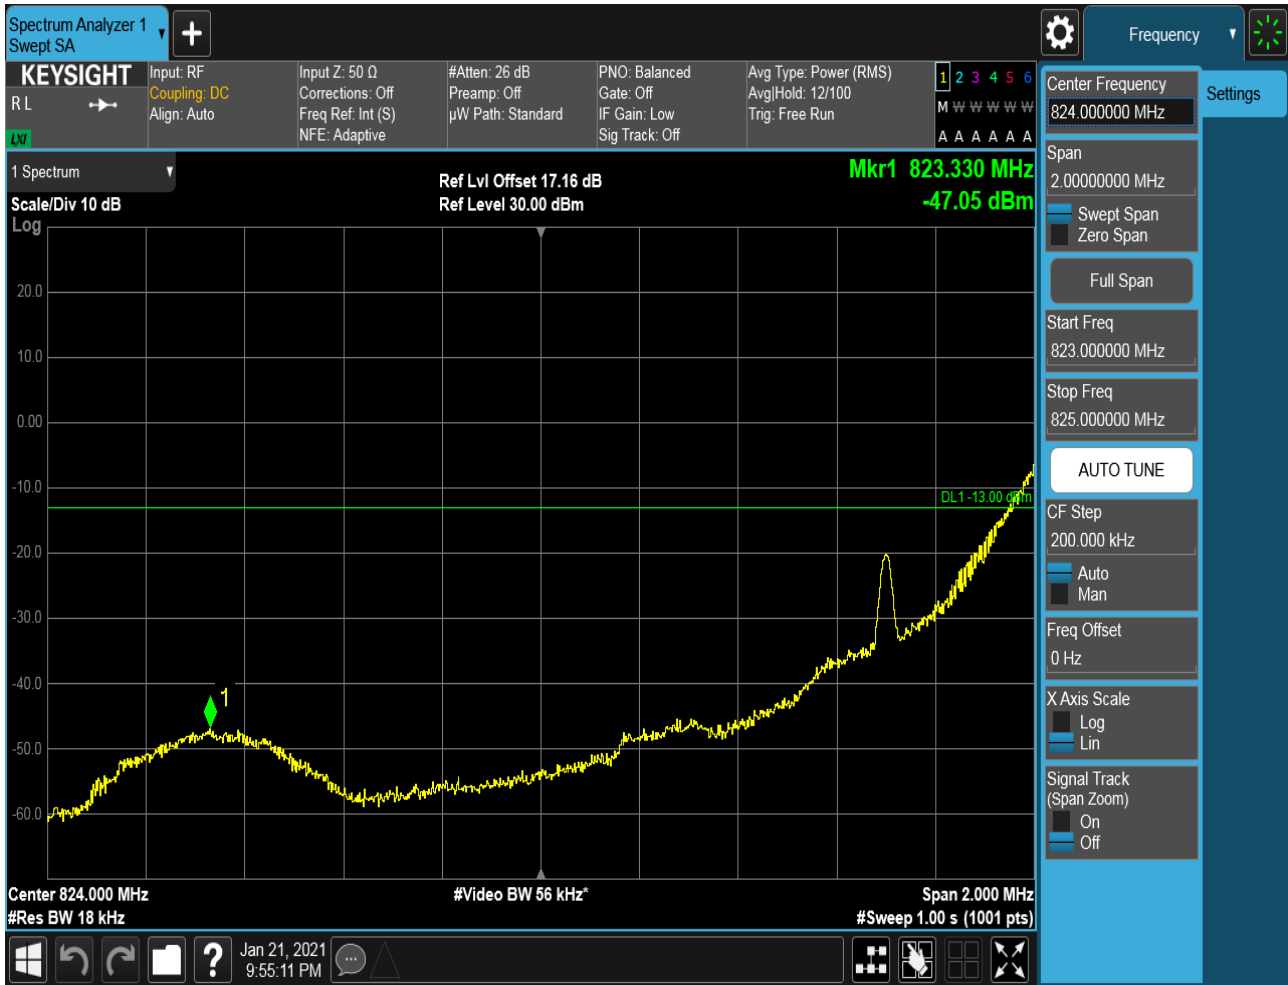 Spectrum Analyzer 1
Swept SA
+
Frequency
KEYSIGHT
R L
LXI
Input: RF
Coupling: DC
Align: Auto
Input Z: 50 Ω
Corrections: Off
Freq Ref: Int (S)
NFE: Adaptive
#Atten: 26 dB
Preamp: Off
µW Path: Standard
PNO: Balanced
Gate: Off
IF Gain: Low
Sig Track: Off
Avg Type: Power (RMS)
Avg|Hold: 12/100
Trig: Free Run
1 2 3 4 5 6
M W W W W W
A A A A A A
1 Spectrum
Scale/Div 10 dB
Log
Ref Lvl Offset 17.16 dB
Ref Level 30.00 dBm
Mkr1 823.330 MHz
-47.05 dBm
20.0
10.0
0.00
-10.0
-20.0
-30.0
-40.0
-50.0
-60.0
DL1 -13.00 dBm
1
Center 824.000 MHz
#Res BW 18 kHz
#Video BW 56 kHz*
Span 2.000 MHz
#Sweep 1.00 s (1001 pts)
Center Frequency
824.000000 MHz
Settings
Span
2.00000000 MHz
Swept Span
Zero Span
Full Span
Start Freq
823.000000 MHz
Stop Freq
825.000000 MHz
AUTO TUNE
CF Step
200.000 kHz
Auto
Man
Freq Offset
0 Hz
X Axis Scale
Log
Lin
Signal Track
(Span Zoom)
On
Off
?
Jan 21, 2021
9:55:11 PM